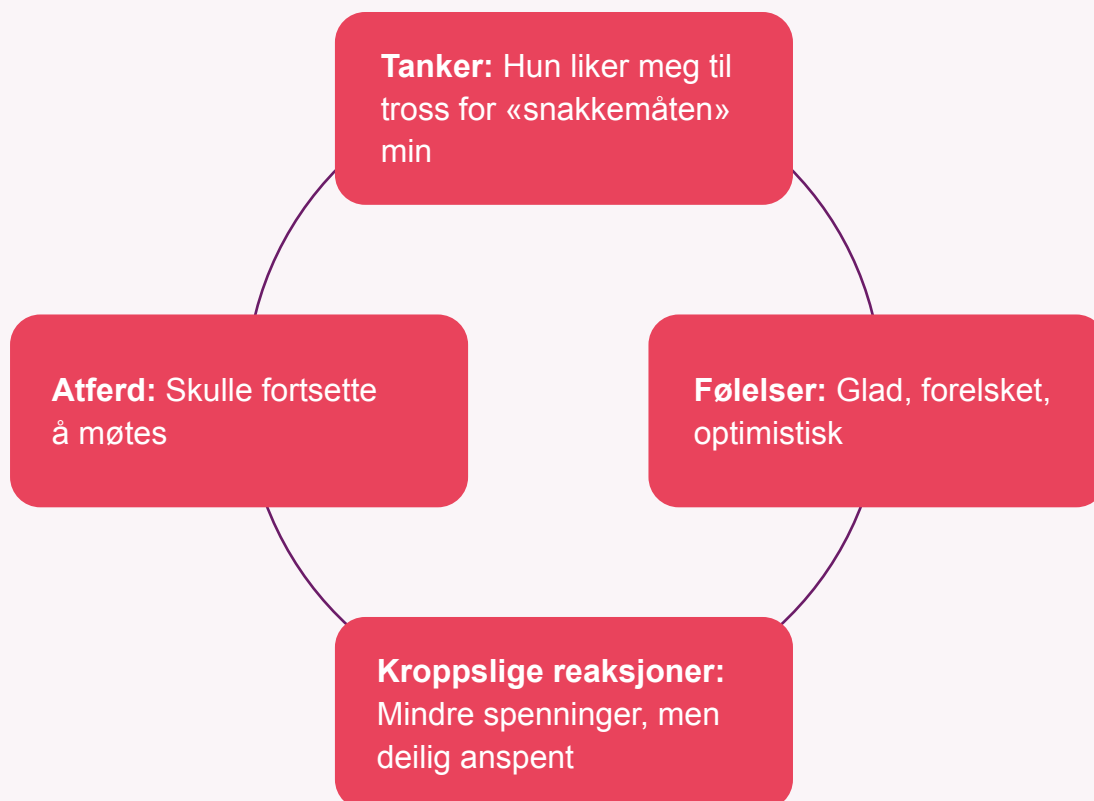 Tanker: Hun liker meg til
tross for «snakkemåten»
min
Atferd: Skulle fortsette
å møtes
Følelser: Glad, forelsket,
optimistisk
Kroppslige reaksjoner:
Mindre spenninger, men
deilig anspent